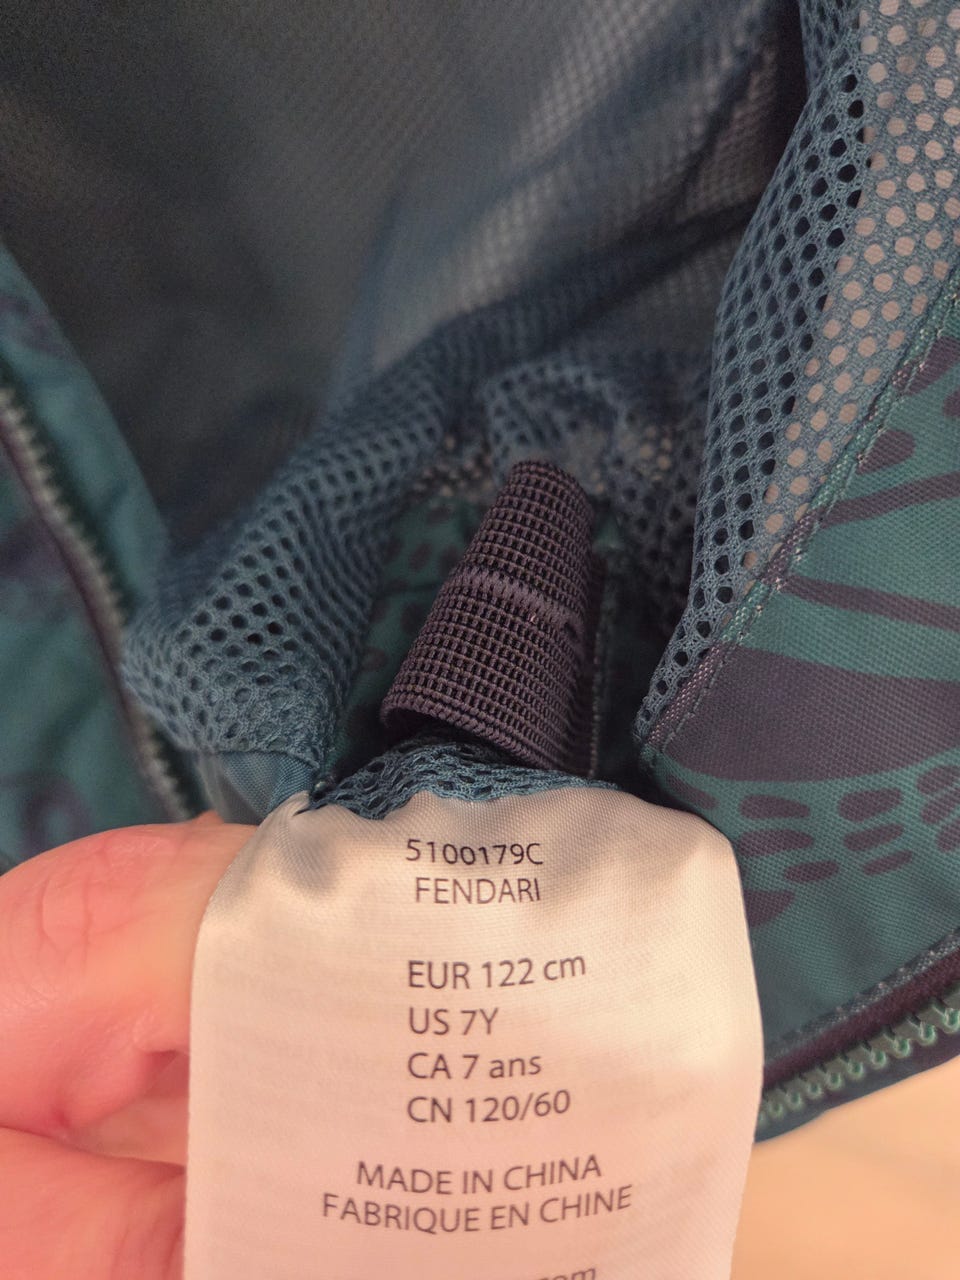 5100179C
FENDARI
EUR 122 cm
US 7Y
CA 7 ans
CN 120/60
MADE IN CHINA
FABRIQUE EN CHINE